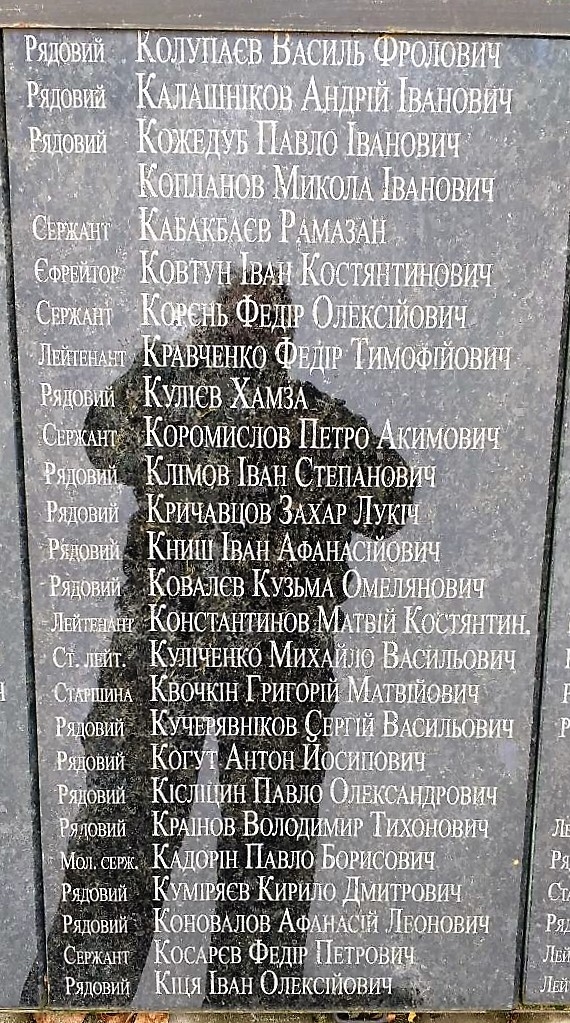 Рядовий Колупаєв Василь Фролович
Рядовий Калашніков Андрій Іванович
Рядовий Кожедуб Павло Іванович
Копланов Микола Іванович
Сержант Кабакбаєв Рамазан
Єфрейтор Ковтун Іван Костянтинович
Сержант Корєнь Федір Олексійович
Лейтенант Кравченко Федір Тимофійович
Рядовий Кулієв Хамза
Сержант Коромислов Петро Акимович
Рядовий Клімов Іван Степанович
Рядовий Кричавцов Захар Лукіч
Рядовий Книш Іван Афанасійович
Рядовий Ковалєв Кузьма Омелянович
Лейтенант Константинов Матвій Костянтин.
Ст. лейт. Куліченко Михайло Васильович
Старшина Квочкін Григорій Матвійович
Рядовий Кучерявніков Сергій Васильович
Рядовий Когут Антон Йосипович
Рядовий Кісліцин Павло Олександрович
Рядовий Краінов Володимир Тихонович
Мол. серж. Кадорін Павло Борисович
Рядовий Куміряєв Кирило Дмитрович
Рядовий Коновалов Афанасій Леонович
Сержант Косарєв Федір Петрович
Рядовий Кіця Іван Олексійович